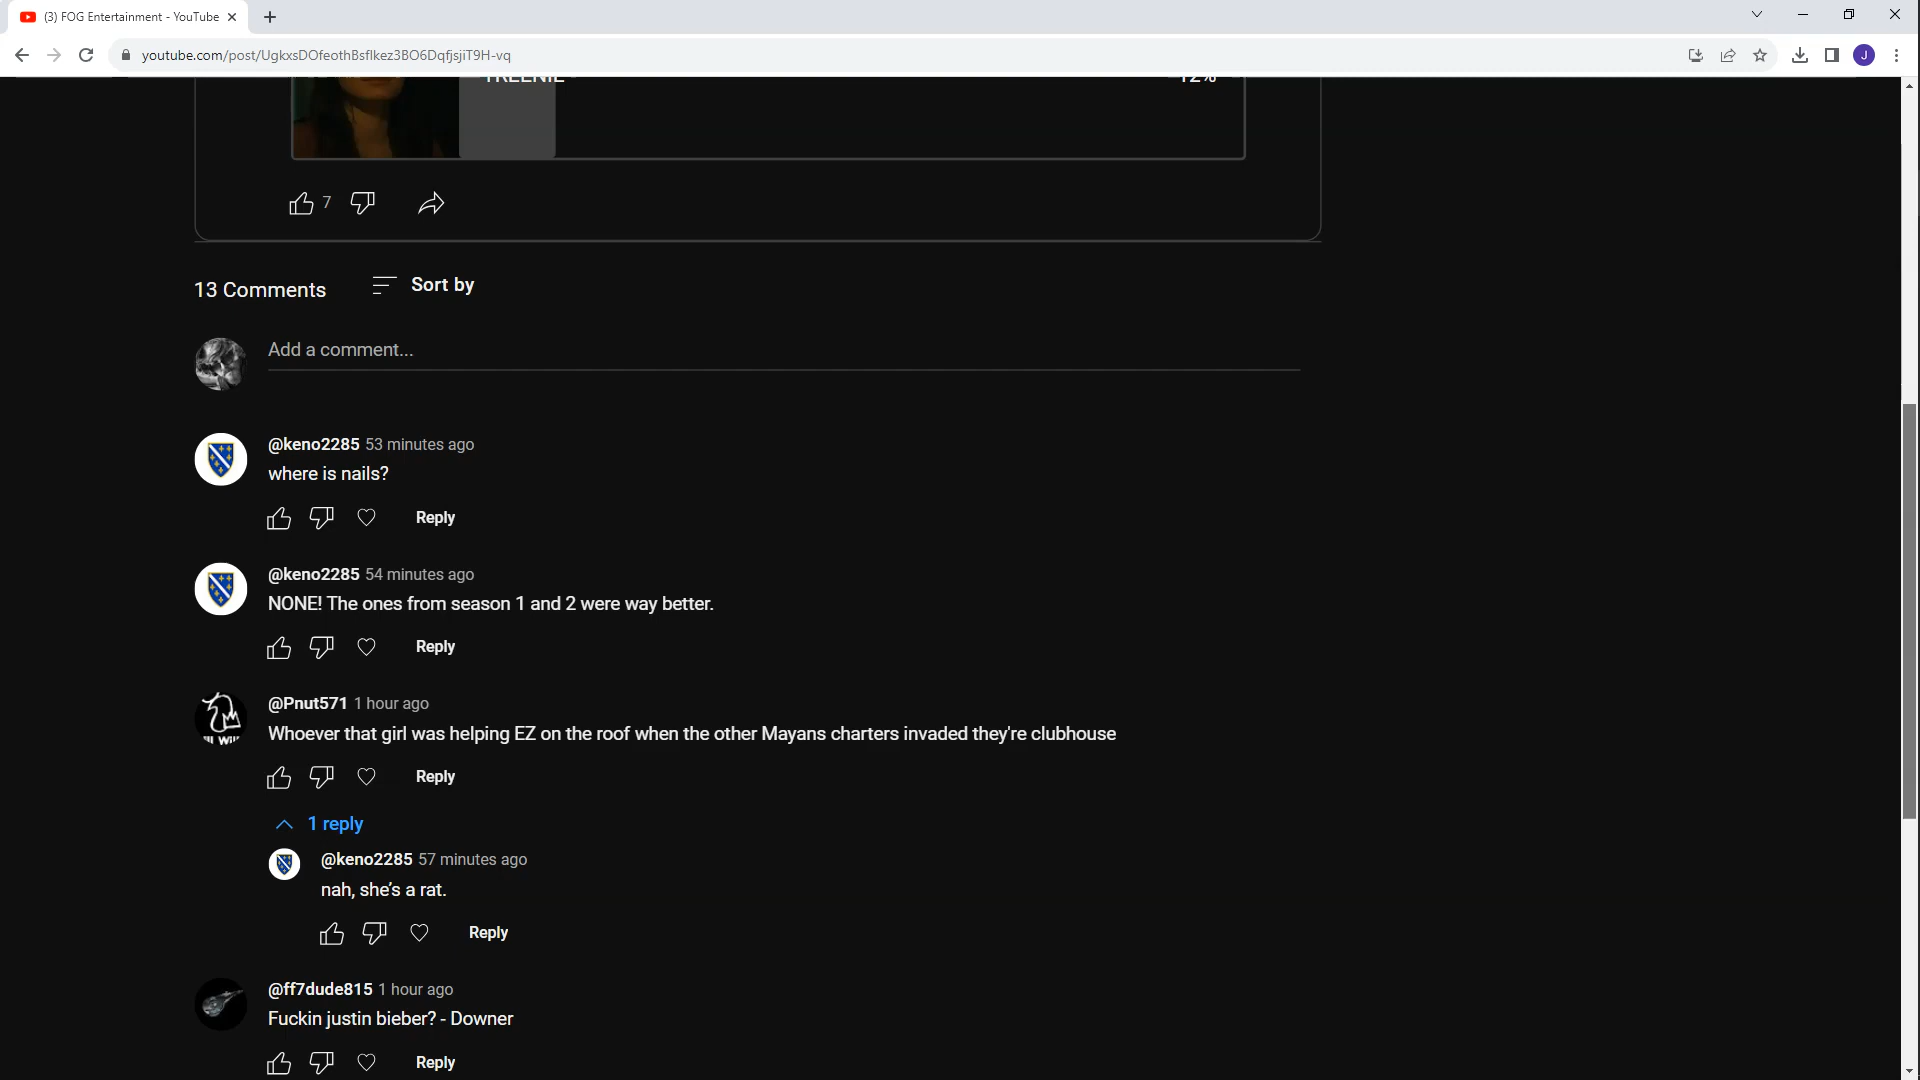 (3) FOG Entertainment - YouTube
youtube.com/post/UgkxsDOfeothBsflkez3BO6DqfjsjiT9H-vq
J
TREENIE
12%
7
13 Comments
Sort by
Add a comment...
@keno2285 53 minutes ago
where is nails?
Reply
@keno2285 54 minutes ago
NONE! The ones from season 1 and 2 were way better.
Reply
@Pnut571 1 hour ago
Whoever that girl was helping EZ on the roof when the other Mayans charters invaded they're clubhouse
Reply
1 reply
@keno2285 57 minutes ago
nah, she's a rat.
Reply
@ff7dude815 1 hour ago
Fuckin justin bieber? - Downer
Reply